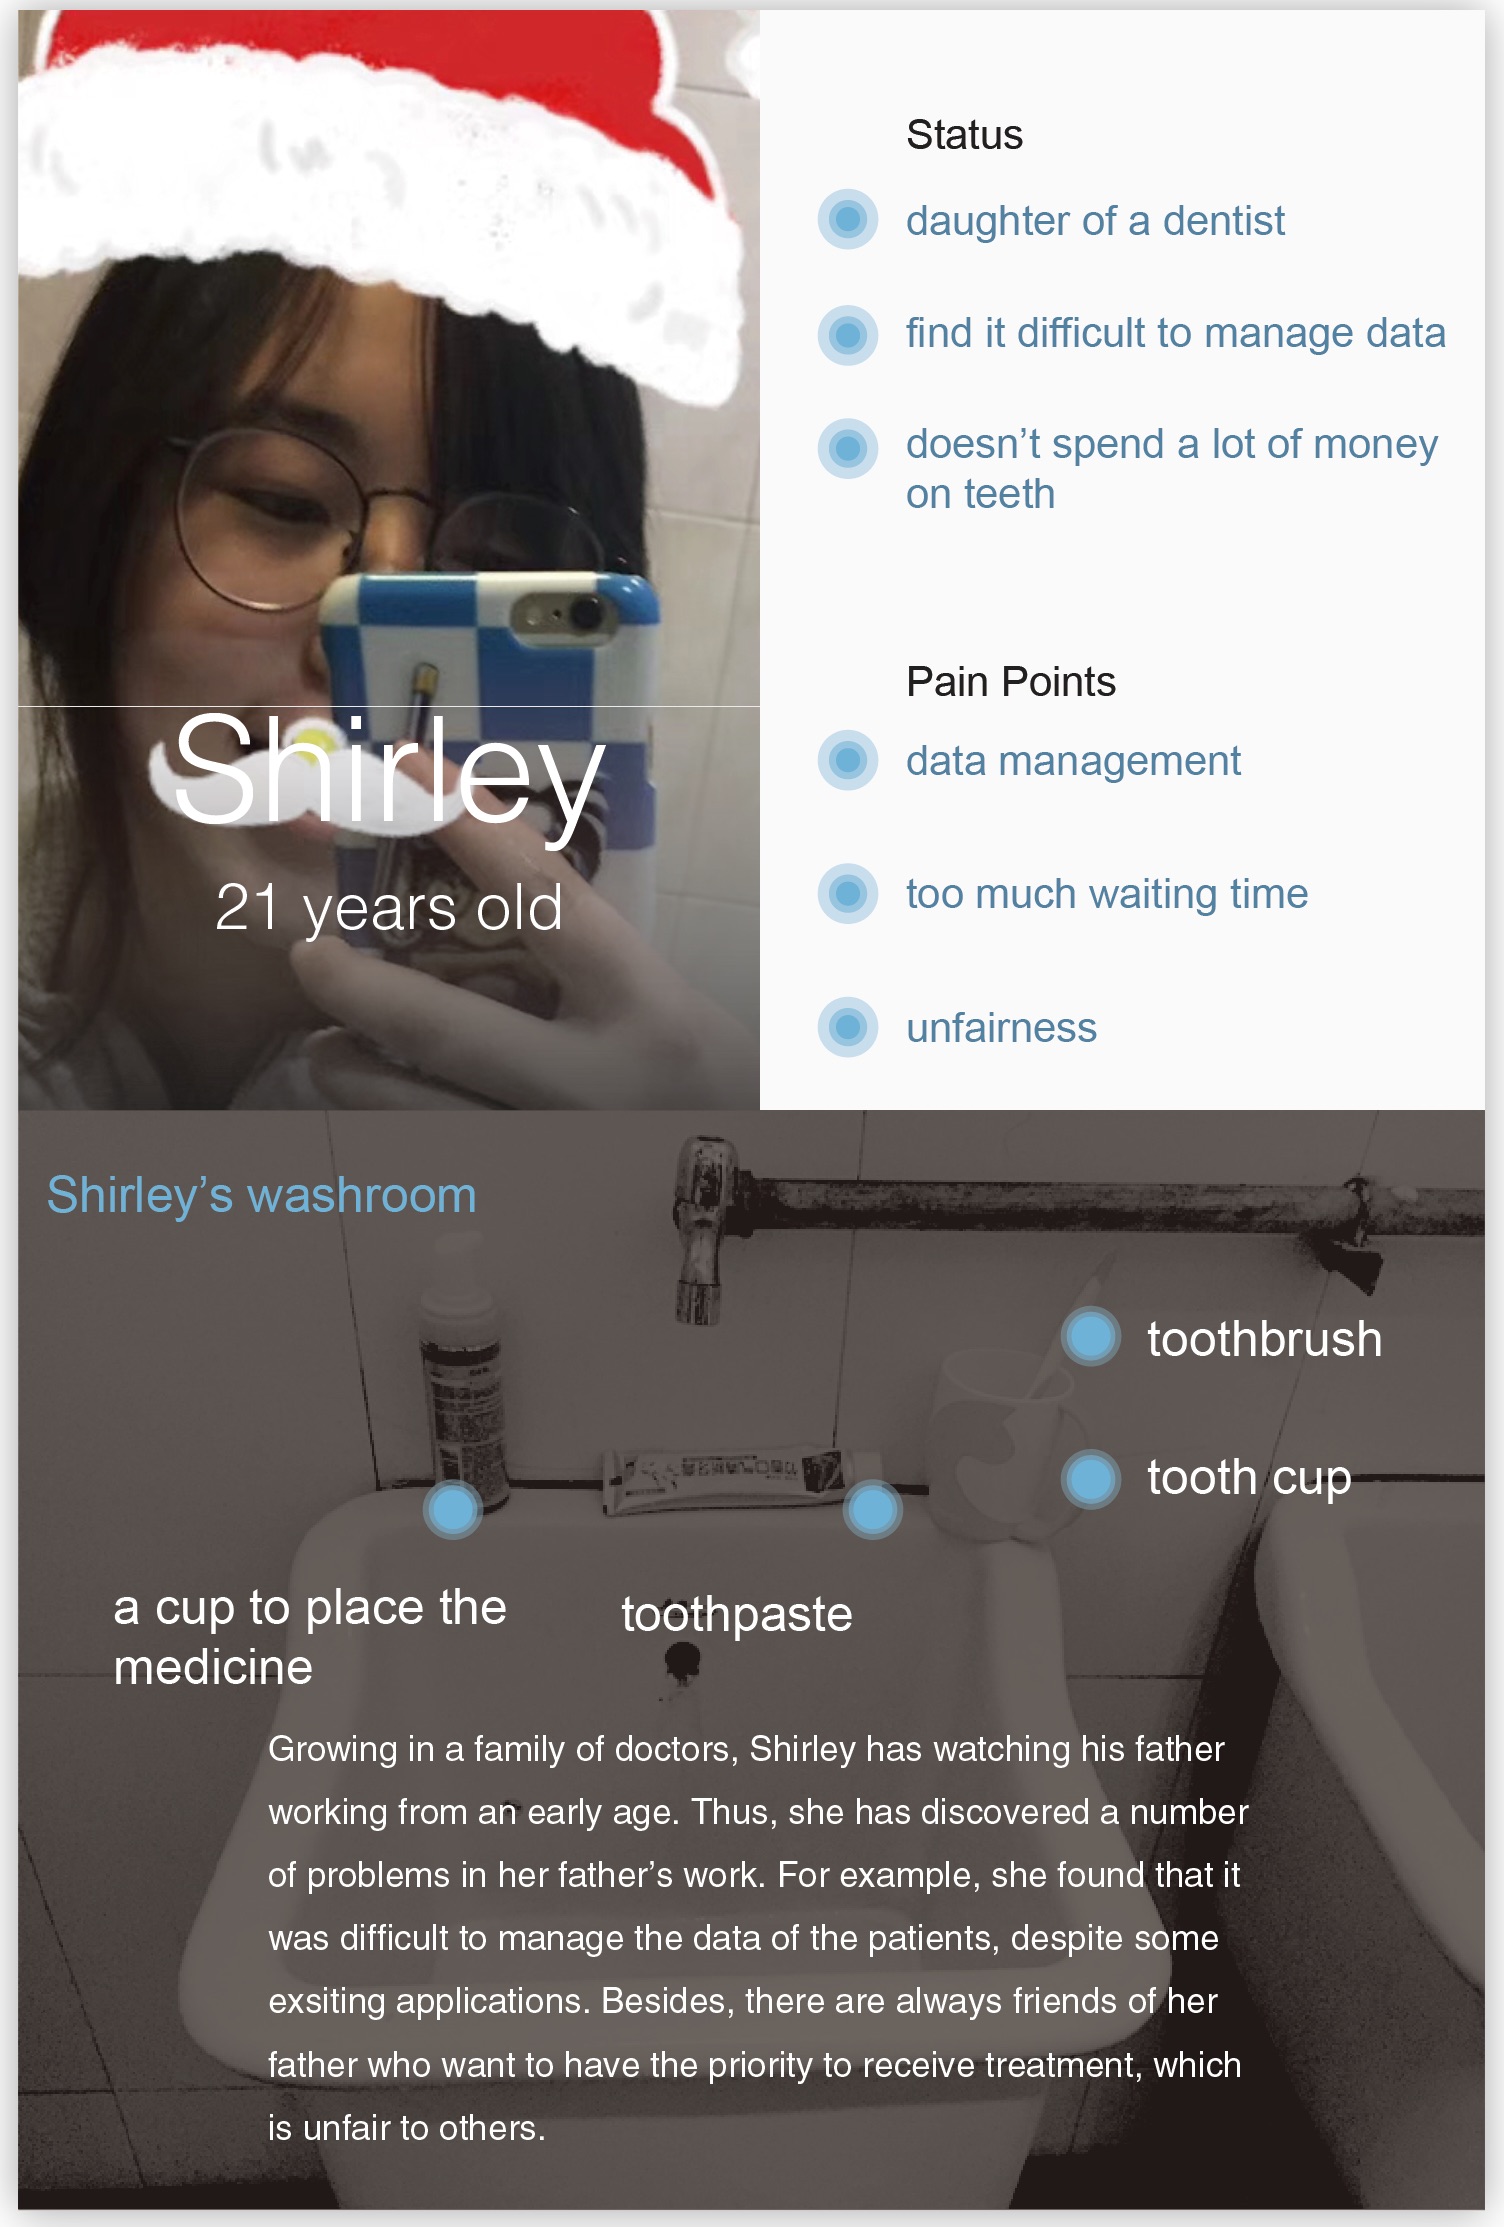 Status
daughter of a dentist
find it difficult to manage data
doesn’t spend a lot of money
on teeth
Pain Points
data management
too much waiting time
unfairness
Shirley
21 years old
Shirley’s washroom
toothbrush
tooth cup
a cup to place the
medicine
toothpaste
Growing in a family of doctors, Shirley has watching his father
working from an early age. Thus, she has discovered a number
of problems in her father’s work. For example, she found that it
was difficult to manage the data of the patients, despite some
exsiting applications. Besides, there are always friends of her
father who want to have the priority to receive treatment, which
is unfair to others.